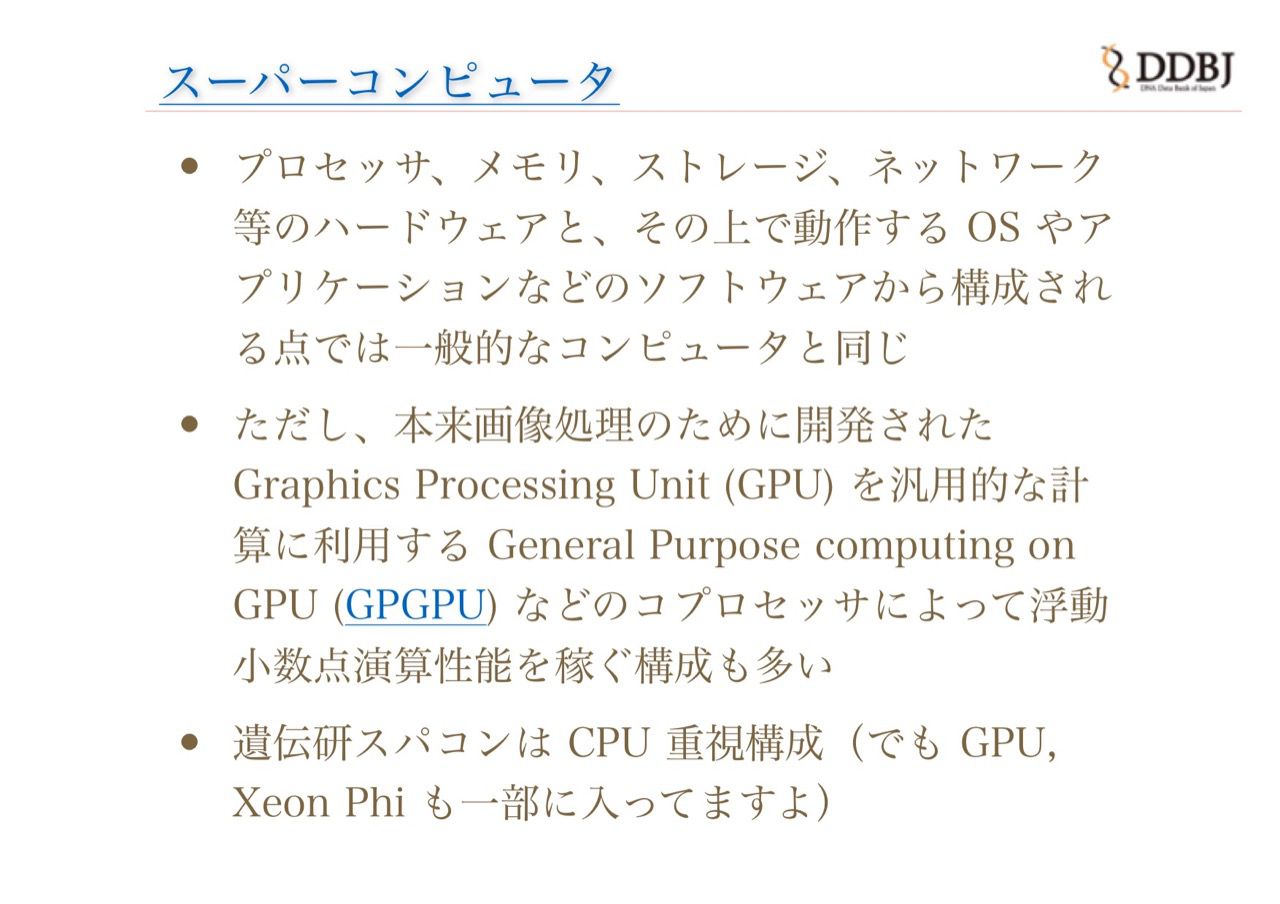 スーパーコンピュータ
DDBJ
DNA Data Bank of Japan
• プロセッサ、メモリ、ストレージ、ネットワーク
等のハードウェアと、その上で動作する OS やア
プリケーションなどのソフトウェアから構成され
る点では一般的なコンピュータと同じ
• ただし、本来画像処理のために開発された
Graphics Processing Unit (GPU) を汎用的な計
算に利用する General Purpose computing on
GPU (GPGPU) などのコプロセッサによって浮動
小数点演算性能を稼ぐ構成も多い
• 遺伝研スパコンは CPU 重視構成（でも GPU,
Xeon Phi も一部に入ってますよ）